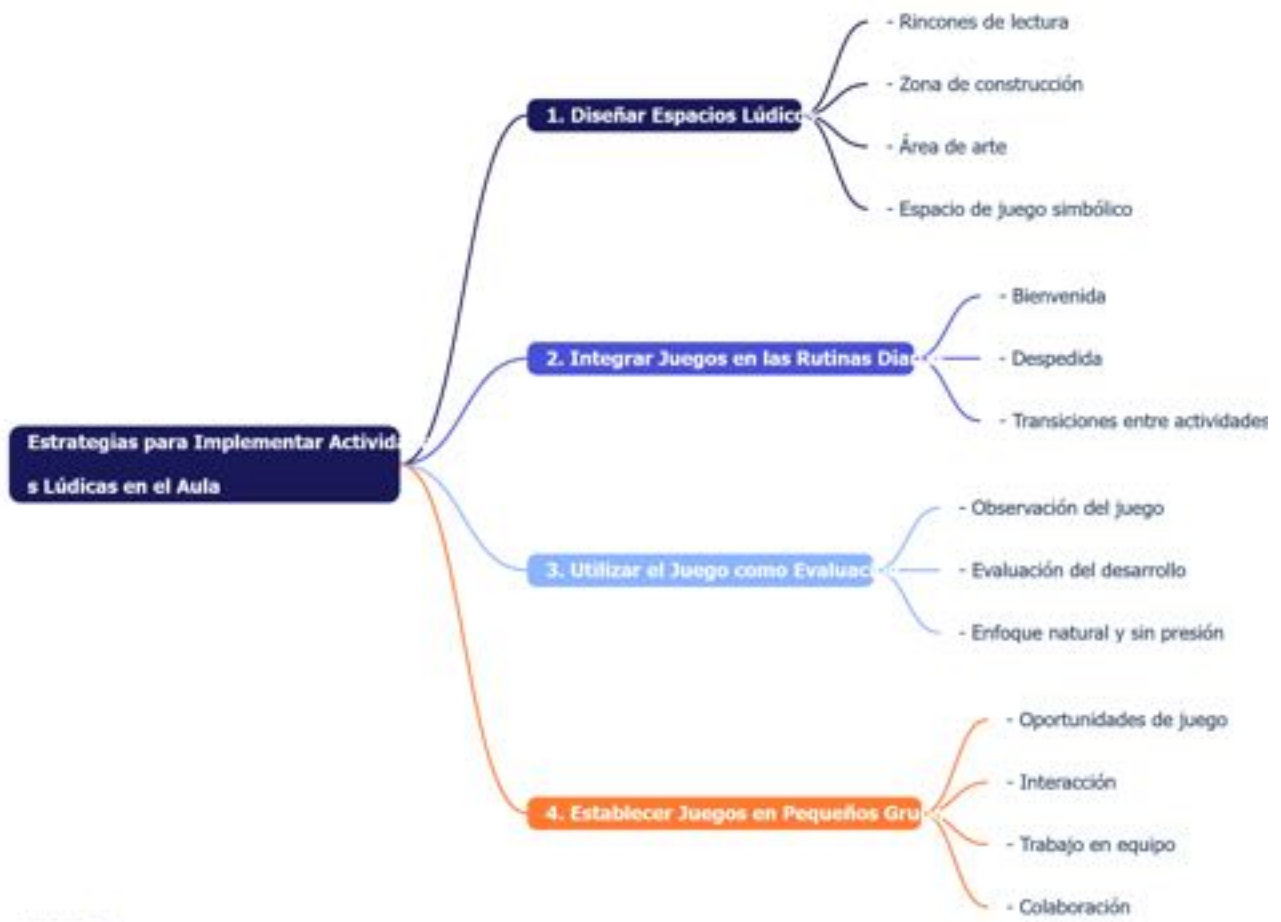 Estrategias para Implementar Activida
s Lúdicas en el Aula
1. Diseñar Espacios Lúdico
- Rincones de lectura
- Zona de construcción
- Área de arte
- Espacio de juego simbólico
2. Integrar Juegos en las Rutinas Dia
- Bienvenida
- Despedida
- Transiciones entre actividades
3. Utilizar el Juego como Evaluac
- Observación del juego
- Evaluación del desarrollo
- Enfoque natural y sin presión
4. Establecer Juegos en Pequeños Gru
- Oportunidades de juego
- Interacción
- Trabajo en equipo
- Colaboración